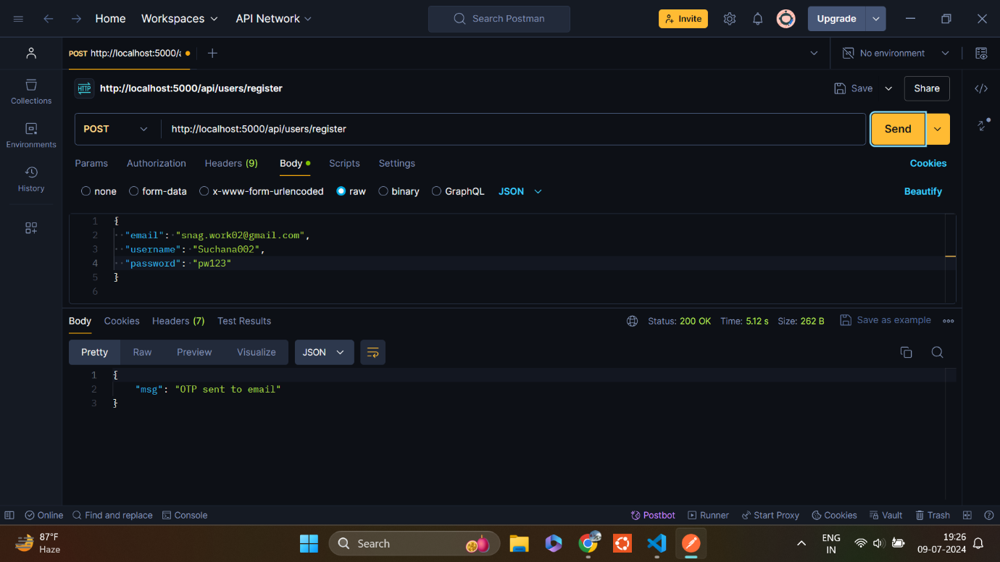 Home Workspaces API Network Search Postman Invite Upgrade
POST http://localhost:5000/a No environment
HTTP http://localhost:5000/api/users/register Save Share
POST http://localhost:5000/api/users/register Send
Params Authorization Headers (9) Body Scripts Settings Cookies
none form-data x-www-form-urlencoded raw binary GraphQL JSON Beautify
1 {
2 "email": "snag.work02@gmail.com",
3 "username": "Suchana002",
4 "password": "pw123"
5 }
6
Collections
Environments
History
Body Cookies Headers (7) Test Results Status: 200 OK Time: 5.12 s Size: 262 B Save as example
Pretty Raw Preview Visualize JSON
1 {
2 "msg": "OTP sent to email"
3 }
Online Find and replace Console Postbot Runner Start Proxy Cookies Vault Trash
87°F
Haze
Search
ENG
IN
19:26
09-07-2024